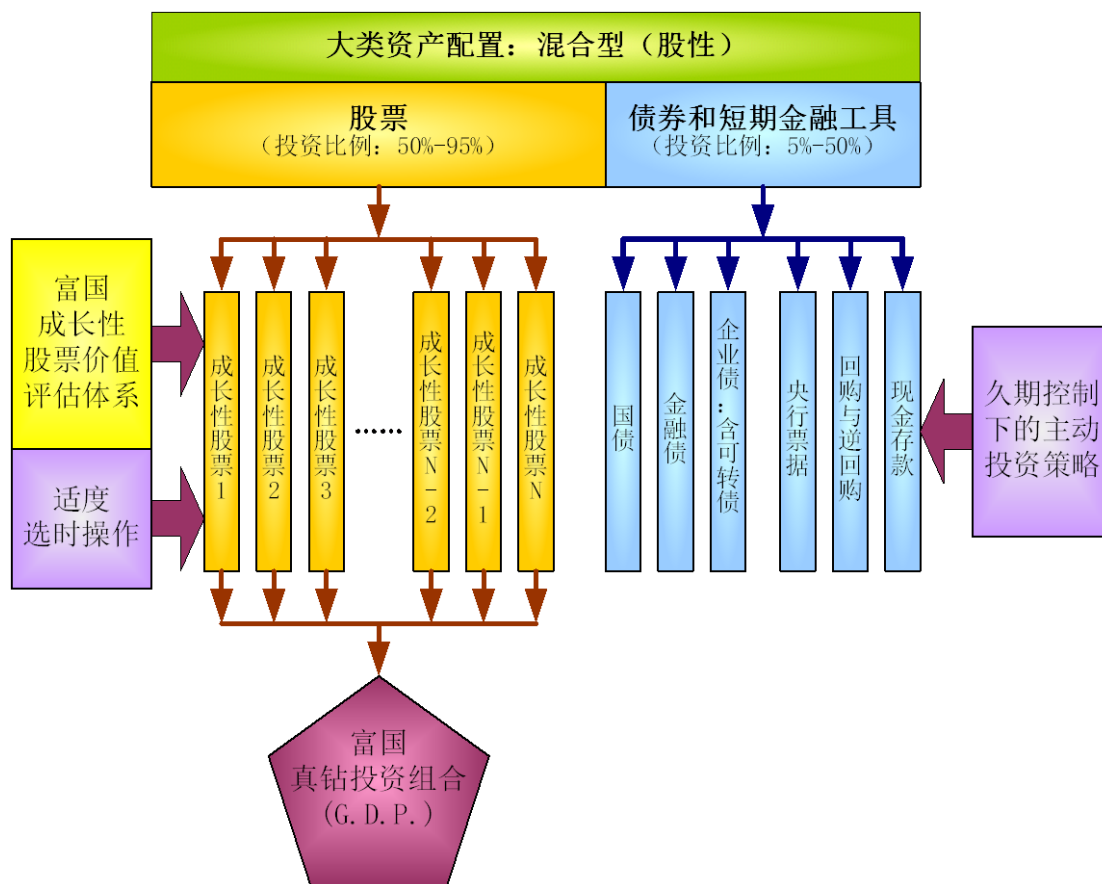 大类资产配置：混合型（股性）
股票
（投资比例：50%-95%）
债券和短期金融工具
（投资比例：5%-50%）
富国
成长性
股票价值
评估体系
适度
选时操作
成长性股票1
成长性股票2
成长性股票3
……
成长性股票N-2
成长性股票N-1
成长性股票N
国债
金融债
企业债：含可转债
央行票据
回购与逆回购
现金存款
久期控制
下的主动
投资策略
富国
真钻投资组合
(G.D.P.)